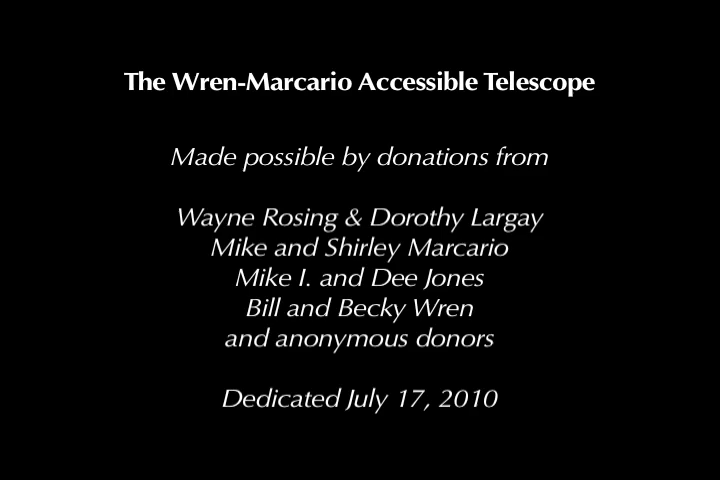 The Wren-Marcario Accessible Telescope
Made possible by donations from
Wayne Rosing & Dorothy Largay
Mike and Shirley Marcario
Mike I. and Dee Jones
Bill and Becky Wren
and anonymous donors
Dedicated July 17, 2010